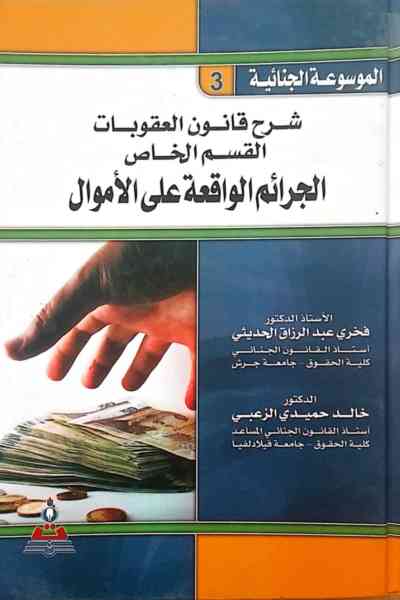 الموسوعة الجنائية 3
شرح قانون العقوبات
القسم الخاص
الجرائم الواقعة على الأموال
الأستاذ الدكتور
فخري عبد الرزاق الحديثي
أستاذ القانون الجنائي
كلية الحقوق - جامعة جرش
الدكتور
خالد حميدي الزعبي
أستاذ القانون الجنائي المساعد
كلية الحقوق - جامعة فيلادلفيا